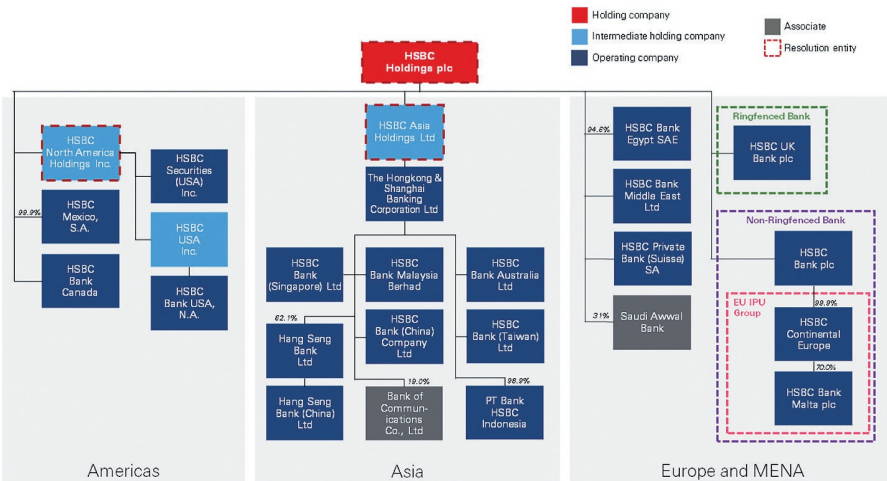 Holding company
Intermediate holding company
Operating company
Associate
Resolution entity
HSBC
Holdings plc
HSBC
North America
Holdings Inc.
HSBC
Securities
(USA)
Inc.
99.9%
HSBC
Mexico,
S.A.
HSBC
USA
Inc.
HSBC
Bank
Canada
HSBC
Bank USA,
N.A.
Americas
HSBC Asia
Holdings Ltd
The Hongkong &
Shanghai
Banking
Corporation Ltd
HSBC
Bank
(Singapore) Ltd
HSBC
Bank Malaysia
Berhad
HSBC
Bank Australia
Ltd
62.1%
Hang Seng
Bank
Ltd
HSBC
Bank (China)
Company
Ltd
HSBC
Bank (Taiwan)
Ltd
Hang Seng
Bank (China)
Ltd
19.0%
Bank of
Commun-
ications
Co., Ltd
98.9%
PT Bank
HSBC
Indonesia
Asia
94.6%
HSBC Bank
Egypt SAE
HSBC Bank
Middle East
Ltd
HSBC Private
Bank (Suisse)
SA
31%
Saudi Awwal
Bank
Ringfenced Bank
HSBC UK
Bank plc
Non-Ringfenced Bank
HSBC
Bank plc
EU IPU
Group
99.9%
HSBC
Continental
Europe
70.0%
HSBC Bank
Malta plc
Europe and MENA